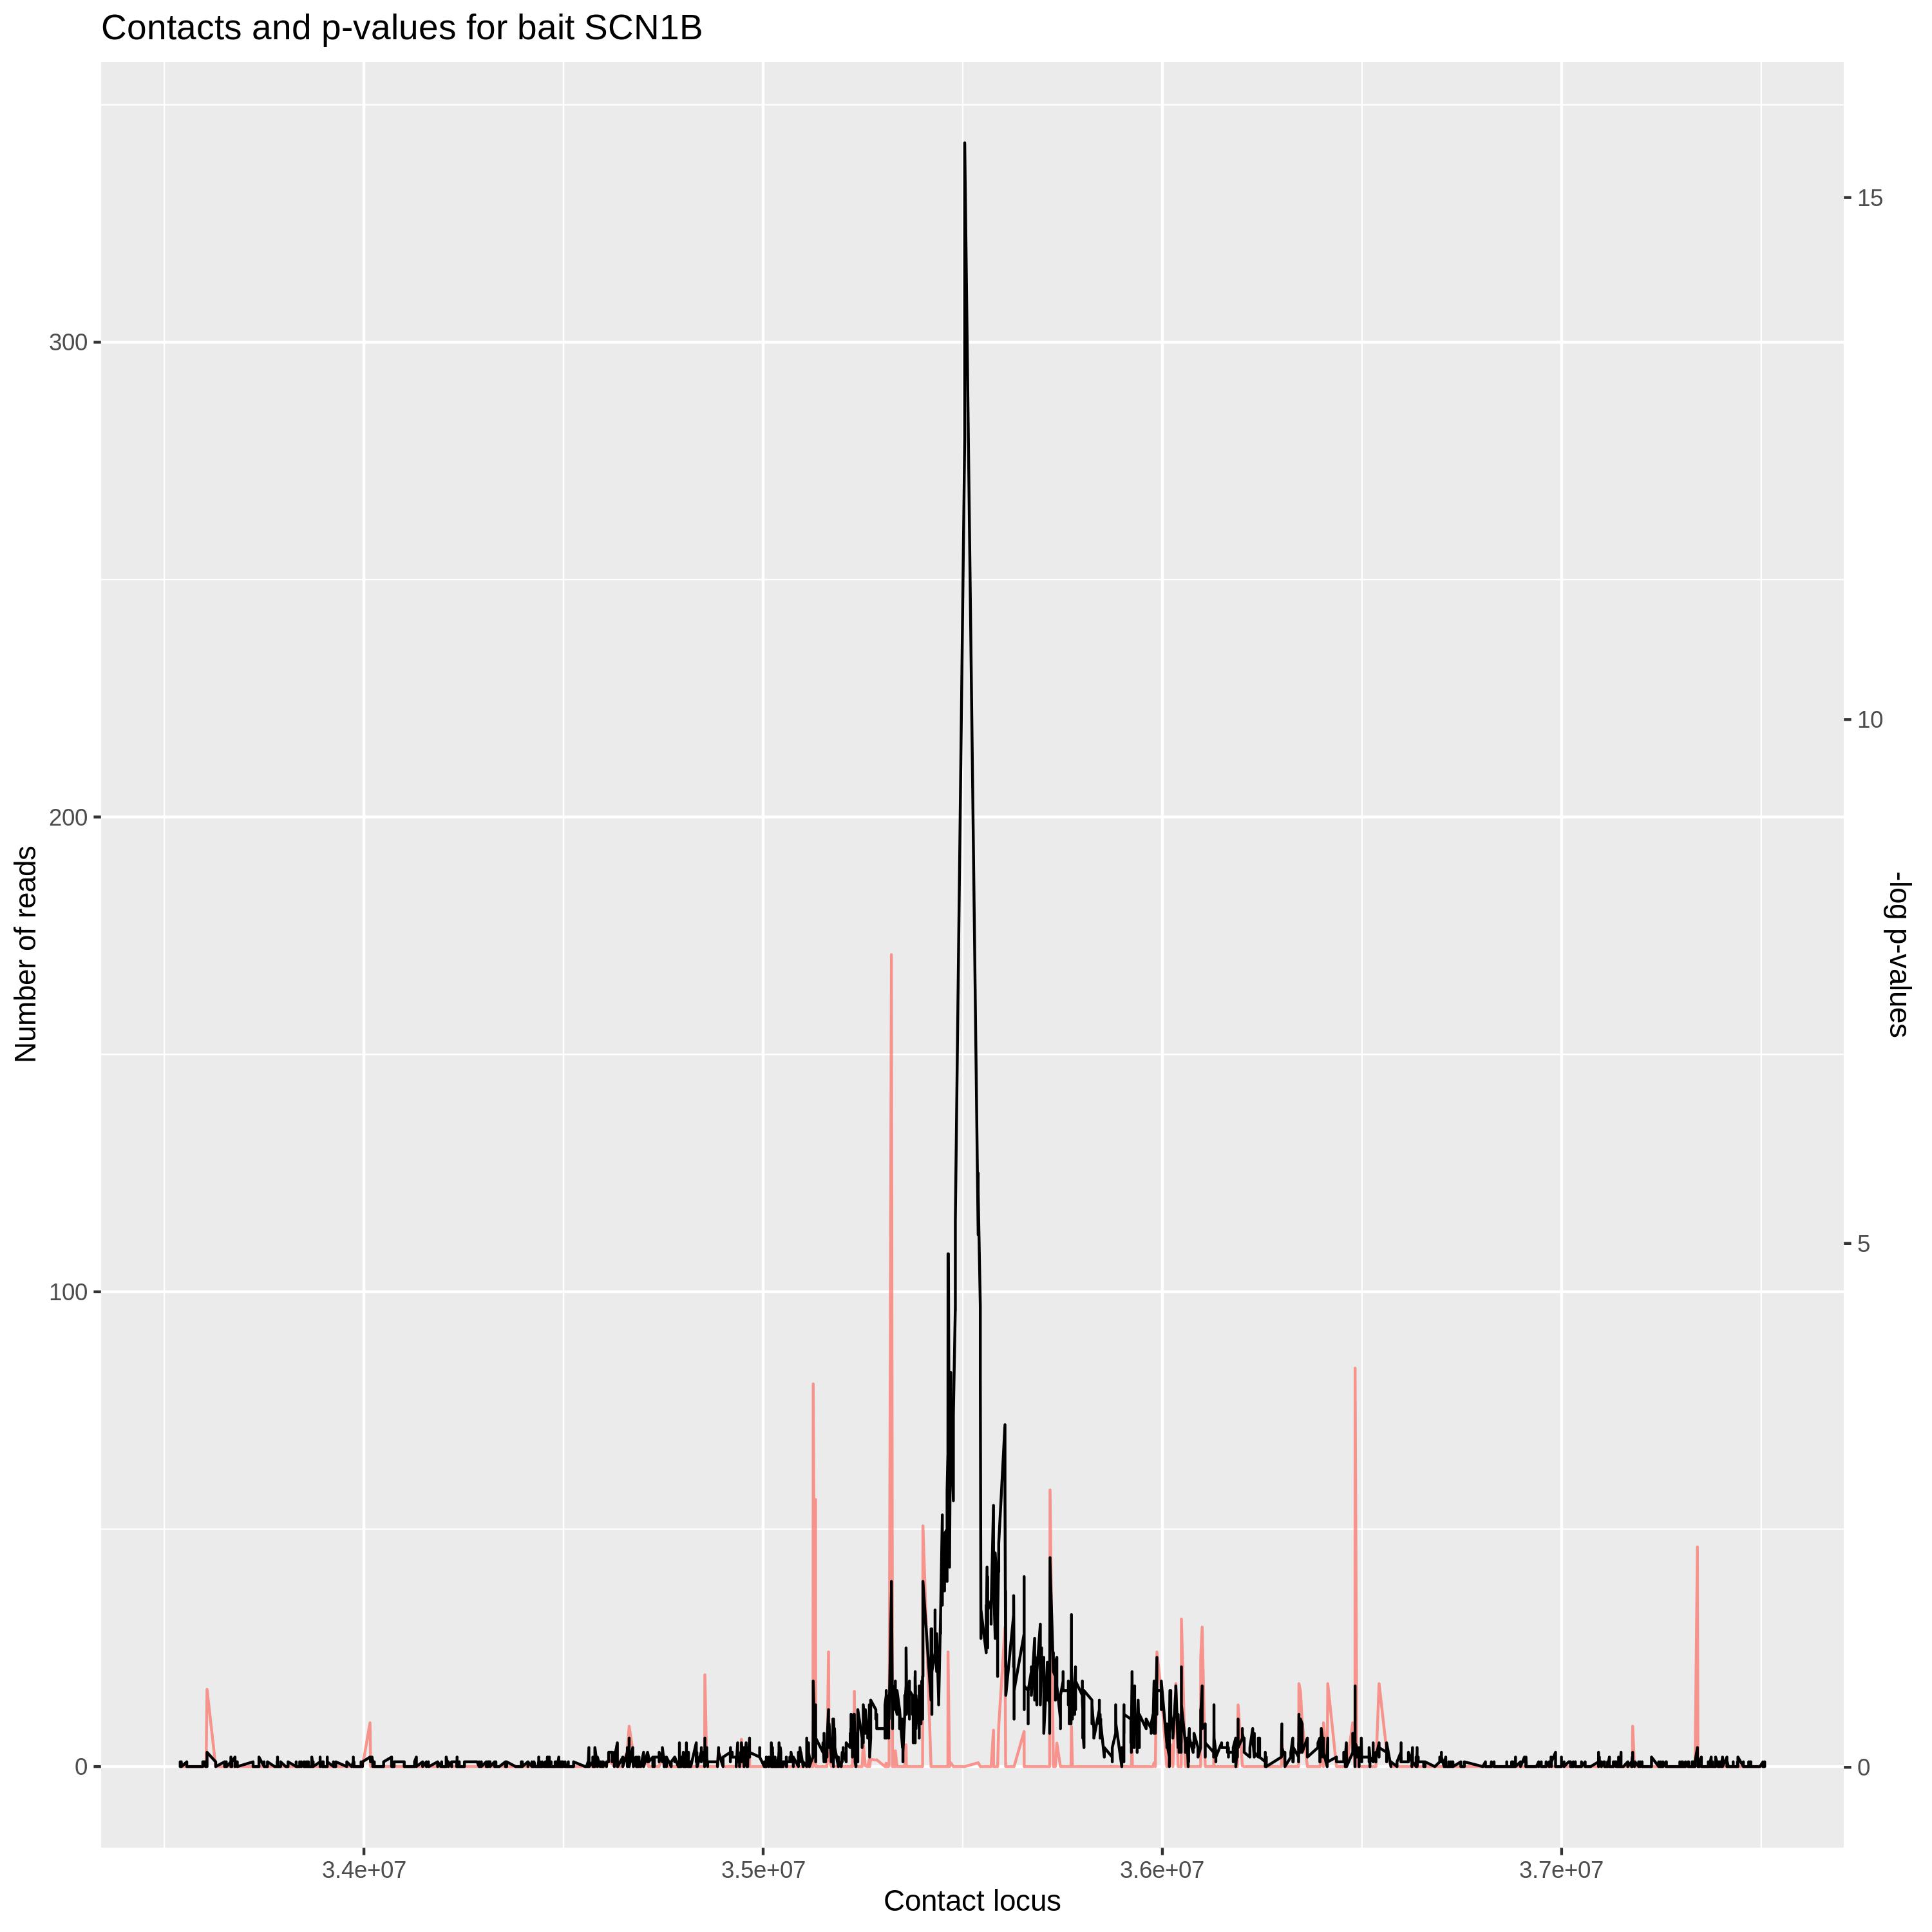 Contacts and p-values for bait SCN1B
300
200
100
0
Number of reads
15
10
5
0
-log p-values
3.4e+07
3.5e+07
3.6e+07
3.7e+07
Contact locus